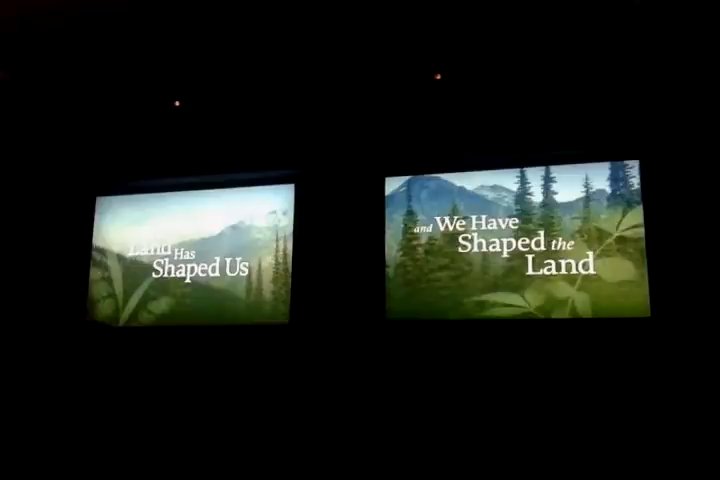 Land Has
Shaped Us
and We Have
Shaped the
Land